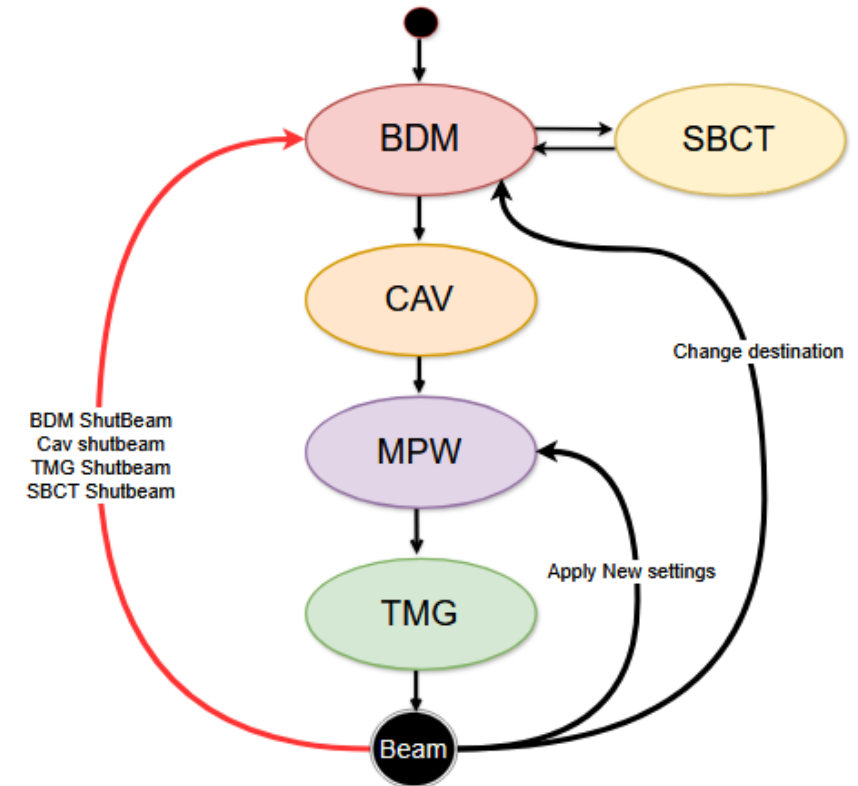 BDM
SBCT
CAV
Change destination
BDM ShutBeam
Cav shutbeam
TMG Shutbeam
SBCT Shutbeam
MPW
Apply New settings
TMG
Beam